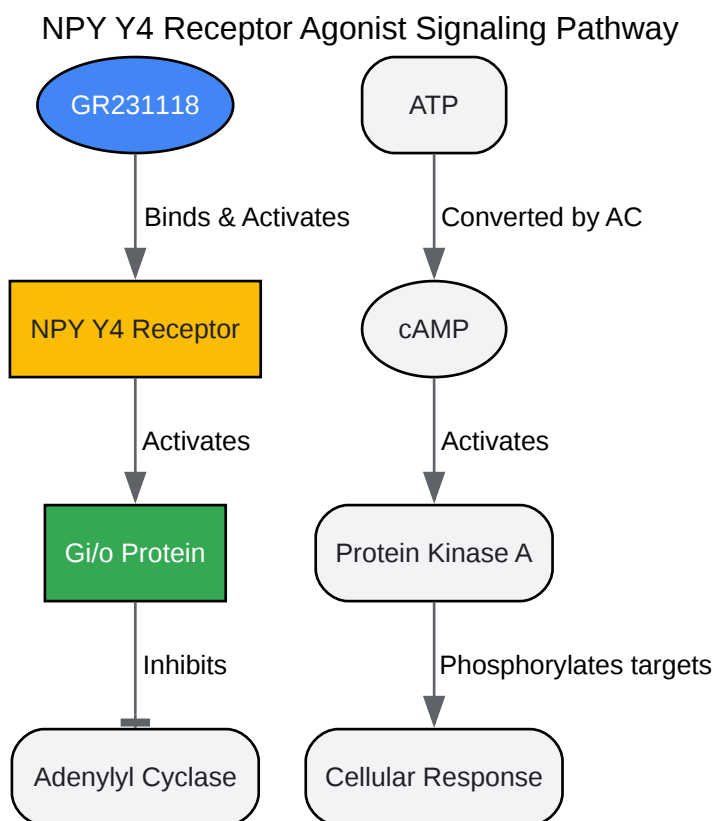 NPY Y4 Receptor Agonist Signaling Pathway
GR231118
ATP
Binds & Activates
Converted by AC
NPY Y4 Receptor
cAMP
Activates
Activates
Gi/o Protein
Protein Kinase A
Inhibits
Phosphorylates targets
Adenylyl Cyclase
Cellular Response